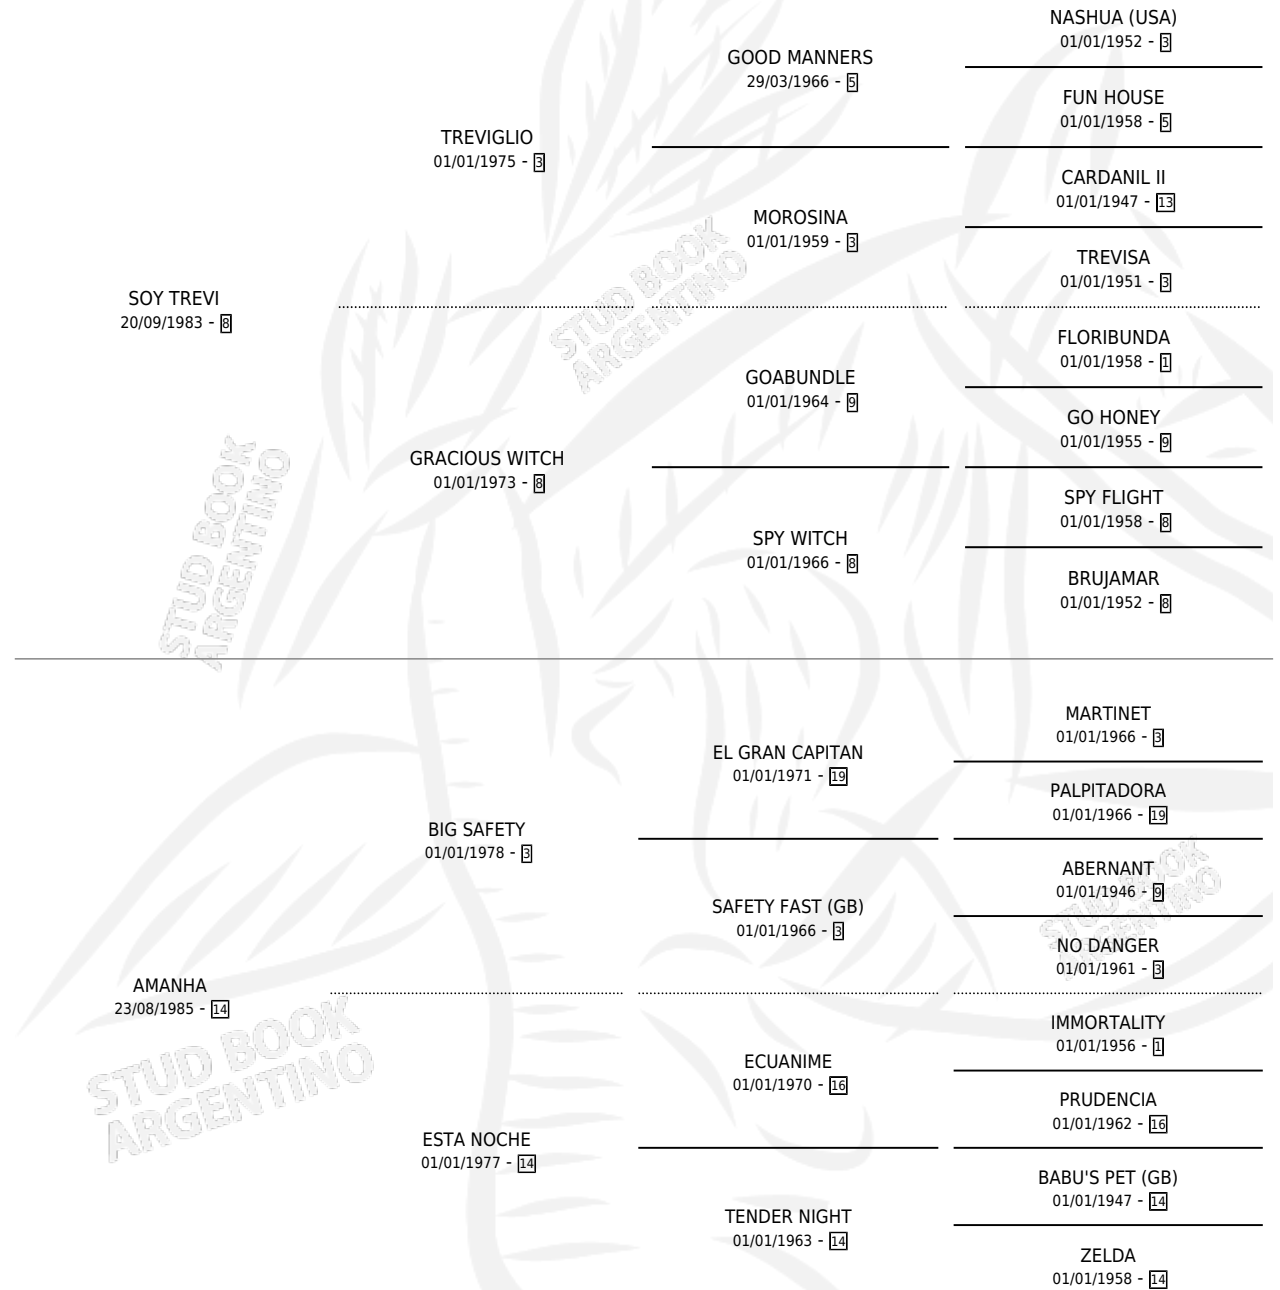 NASHUA (USA)
01/01/1952 - 3
GOOD MANNERS
29/03/1966 - 5
FUN HOUSE
01/01/1958 - 5
TREVIGLIO
01/01/1975 - 3
CARDANIL II
01/01/1947 - 13
MOROSINA
01/01/1959 - 3
TREVISA
01/01/1951 - 3
SOY TREVI
20/09/1983 - 8
STUD BOOK
ARGENTINO
FLORIBUNDA
01/01/1958 - 1
GOABUNDLE
01/01/1964 - 9
GO HONEY
01/01/1955 - 9
GRACIOUS WITCH
01/01/1973 - 8
SPY FLIGHT
01/01/1958 - 8
SPY WITCH
01/01/1966 - 8
BRUJAMAR
01/01/1952 - 8
STUD BOOK
ARGENTINO
MARTINET
01/01/1966 - 3
EL GRAN CAPITAN
01/01/1971 - 19
PALPITADORA
01/01/1966 - 19
BIG SAFETY
01/01/1978 - 3
ABERNANT
01/01/1946 - 9
SAFETY FAST (GB)
01/01/1966 - 3
STUD BOOK
ARGENTINO
NO DANGER
01/01/1961 - 3
AMANHA
23/08/1985 - 14
IMMORTALITY
01/01/1956 - 1
STUD BOOK
ARGENTINO
ECUANIME
01/01/1970 - 16
PRUDENCIA
01/01/1962 - 16
ESTA NOCHE
01/01/1977 - 14
BABU'S PET (GB)
01/01/1947 - 14
TENDER NIGHT
01/01/1963 - 14
ZELDA
01/01/1958 - 14